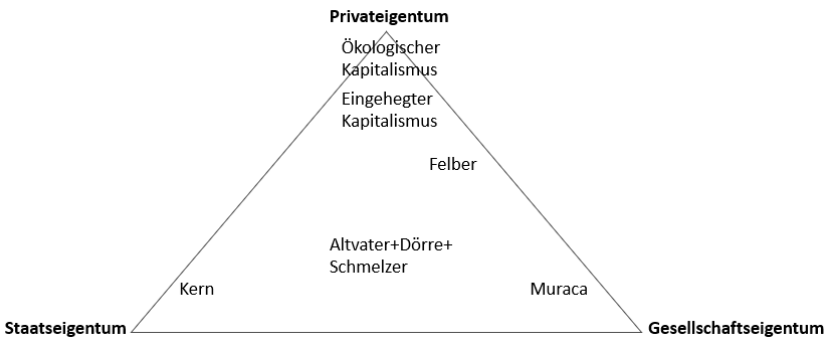 Privateigentum
Ökologischer
Kapitalismus
Eingehegter
Kapitalismus
Felber
Altvater+Dörre+
Schmelzer
Kern
Muraca
Staatseigentum
Gesellschaftseigentum